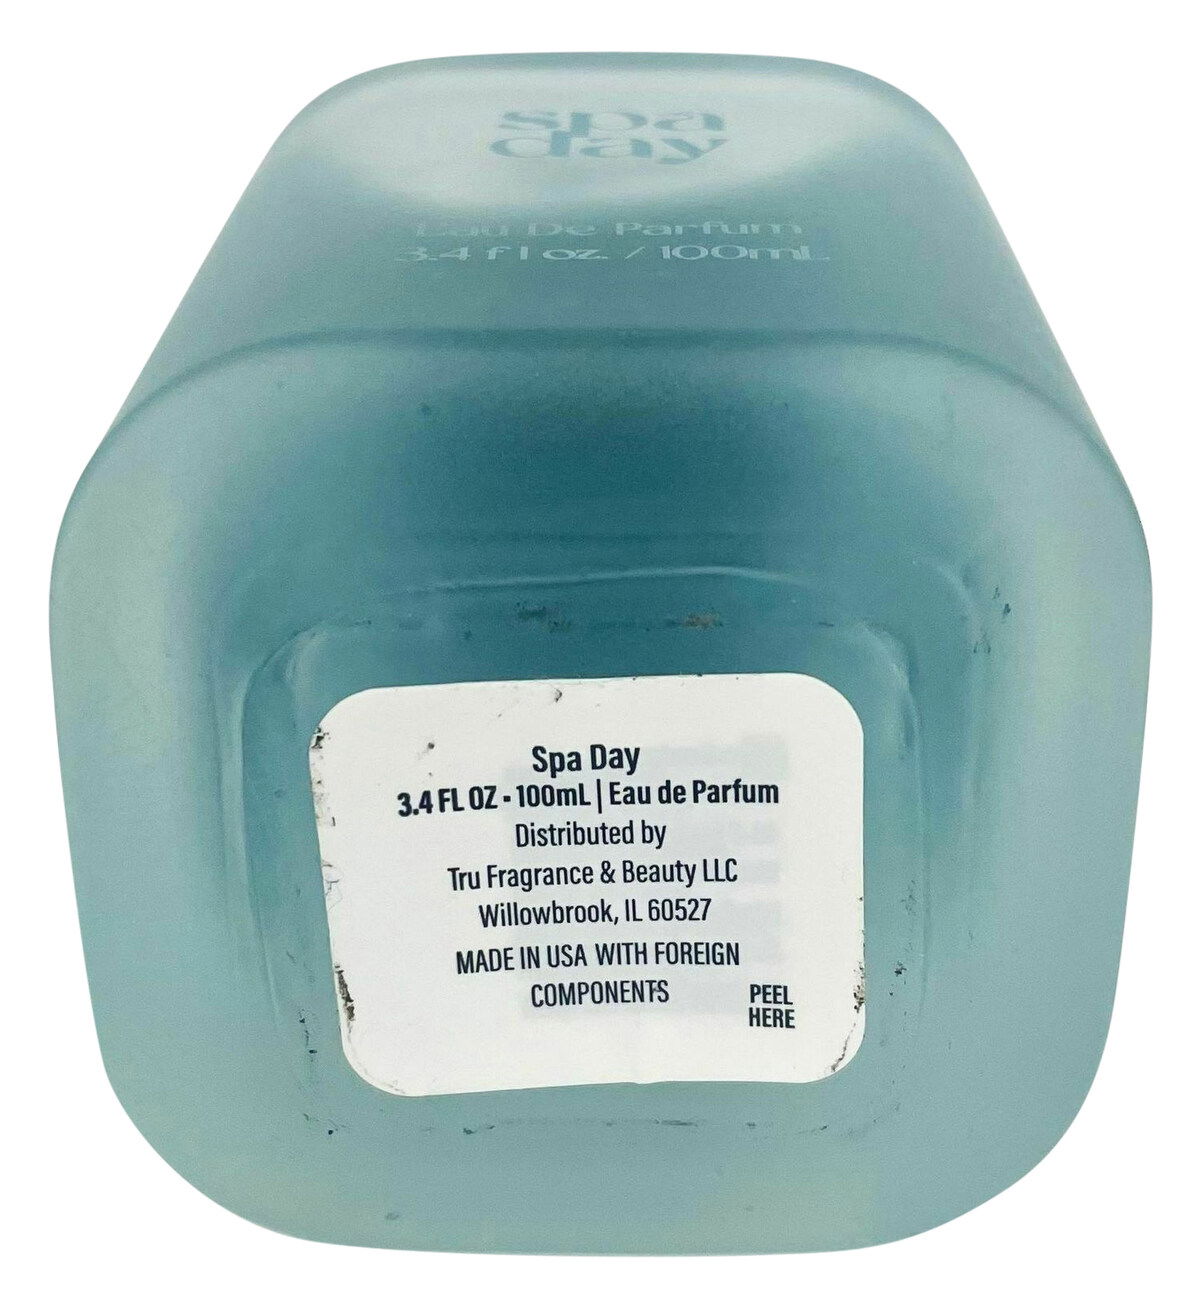 spa
day
Eau De Parfum
3.4 fl oz. / 100mL
Spa Day
3.4 FL OZ - 100mL | Eau de Parfum
Distributed by
Tru Fragrance & Beauty LLC
Willowbrook, IL 60527
MADE IN USA WITH FOREIGN
COMPONENTS
PEEL
HERE